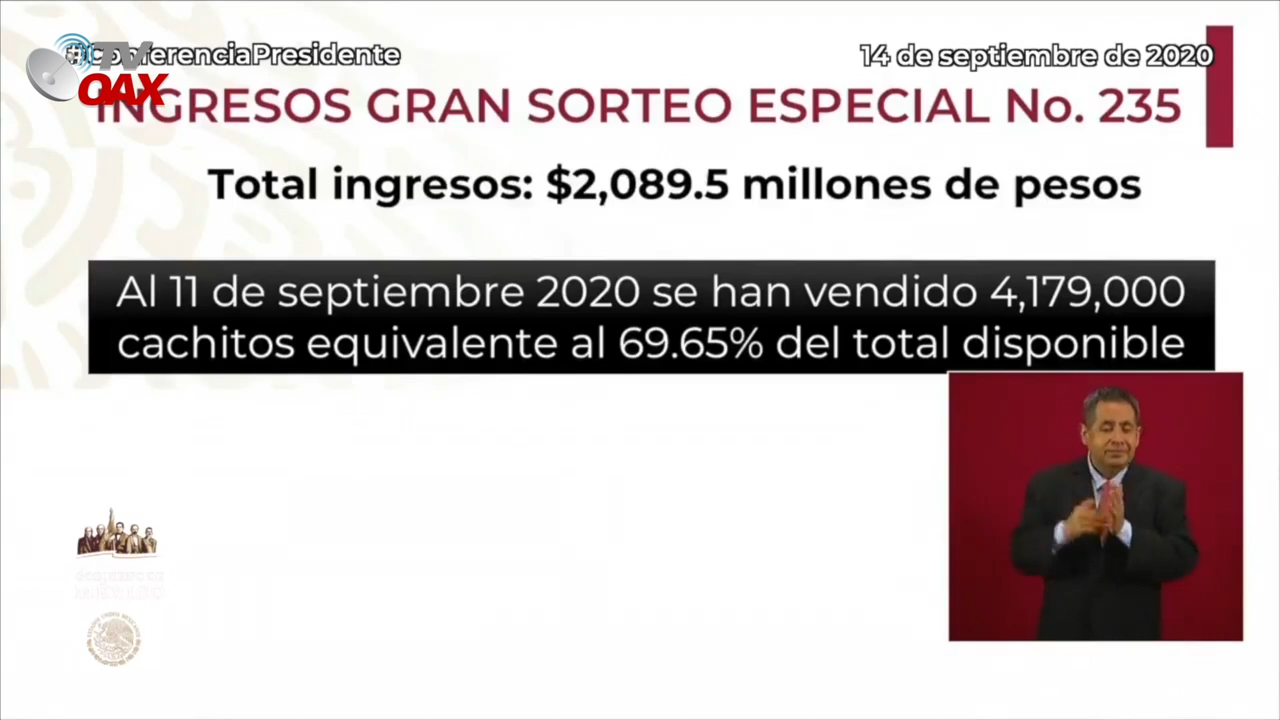 TV
OAX
#ConferenciaPresidente
14 de septiembre de 2020
INGRESOS GRAN SORTEO ESPECIAL No. 235
Total ingresos: $2,089.5 millones de pesos
Al 11 de septiembre 2020 se han vendido 4,179,000
cachitos equivalente al 69.65% del total disponible